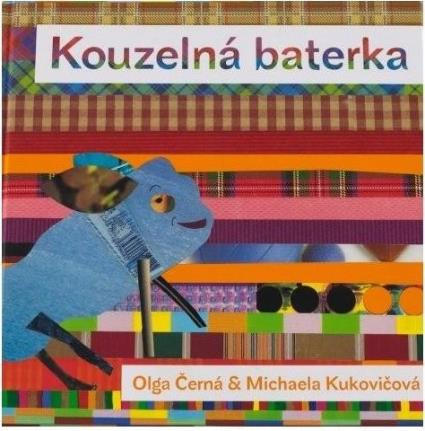 Kouzelná baterka
Olga Černá & Michaela Kukovičová